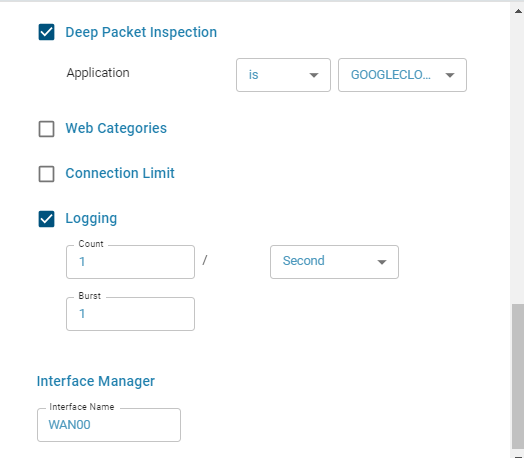 Deep Packet Inspection
Application is GOOGLECLO...
Web Categories
Connection Limit
Logging
Count
1 / Second
Burst
1
Interface Manager
Interface Name
WAN00